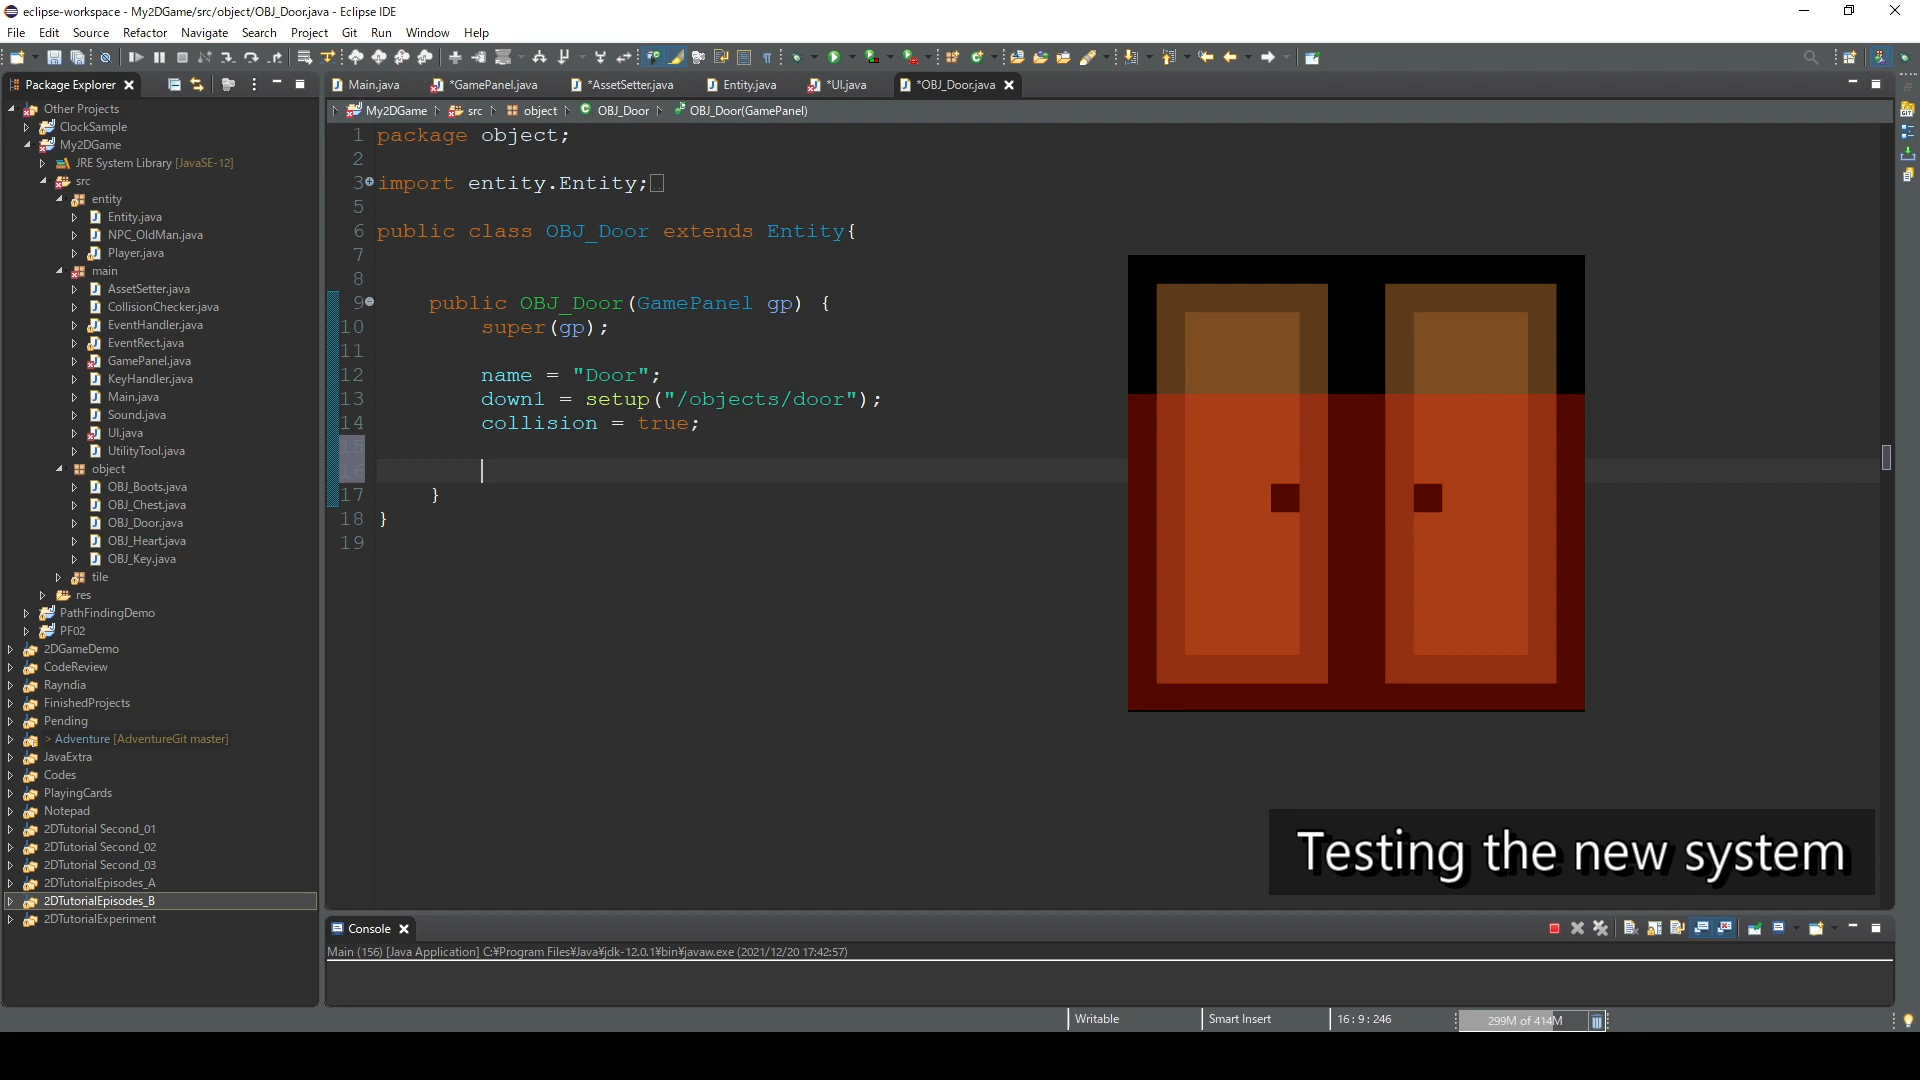 eclipse-workspace - My2DGame/src/object/OBJ_Door.java - Eclipse IDE
File Edit Source Refactor Navigate Search Project Git Run Window Help
Package Explorer
Other Projects
ClockSample
My2DGame
JRE System Library [JavaSE-12]
src
entity
Entity.java
NPC_OldMan.java
Player.java
main
AssetSetter.java
CollisionChecker.java
EventHandler.java
EventRect.java
GamePanel.java
KeyHandler.java
Main.java
Sound.java
UI.java
UtilityTool.java
object
OBJ_Boots.java
OBJ_Chest.java
OBJ_Door.java
OBJ_Heart.java
OBJ_Key.java
tile
res
PathFindingDemo
PF02
2DGameDemo
CodeReview
Rayndia
FinishedProjects
Pending
> Adventure [AdventureGit master]
JavaExtra
Codes
PlayingCards
Notepad
2DTutorial Second_01
2DTutorial Second_02
2DTutorial Second_03
2DTutorialEpisodes_A
2DTutorialEpisodes_B
2DTutorialExperiment
Main.java *GamePanel.java *AssetSetter.java Entity.java *UI.java *OBJ_Door.java
My2DGame src object OBJ_Door OBJ_Door(GamePanel)
1 package object;
2
3 import entity.Entity;
5
6 public class OBJ_Door extends Entity{
7
8
9 public OBJ_Door(GamePanel gp) {
10 super(gp);
11
12 name = "Door";
13 down1 = setup("/objects/door");
14 collision = true;
15
16
17 }
18 }
19
Testing the new system
Console
Main (156) [Java Application] C:¥Program Files¥Java¥jdk-12.0.1¥bin¥javaw.exe (2021/12/20 17:42:57)
Writable Smart Insert 16 : 9 : 246 299M of 414M